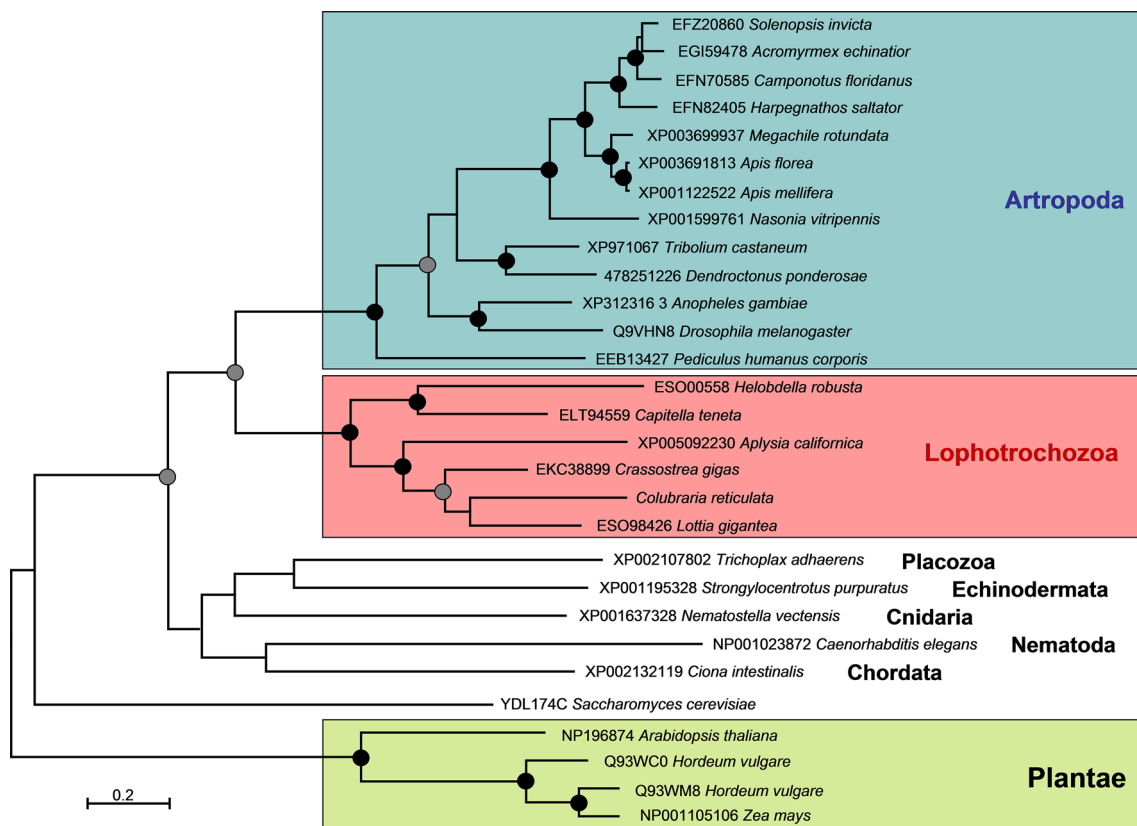 EFZ20860 Solenopsis invicta
EGI59478 Acromyrmex echinatior
EFN70585 Camponotus floridanus
EFN82405 Harpegnathos saltator
XP003699937 Megachile rotundata
XP003691813 Apis florea
XP001122522 Apis mellifera
Artropoda
XP001599761 Nasonia vitripennis
XP971067 Tribolium castaneum
478251226 Dendroctonus ponderosae
XP312316 3 Anopheles gambiae
Q9VHN8 Drosophila melanogaster
EEB13427 Pediculus humanus corporis
ESO00558 Helobdella robusta
ELT94559 Capitella teneta
XP005092230 Aplysia californica
Lophotrochozoa
EKC38899 Crassostrea gigas
Colubraria reticulata
ESO98426 Lottia gigantea
XP002107802 Trichoplax adhaerens Placozoa
XP001195328 Strongylocentrotus purpuratus Echinodermata
XP001637328 Nematostella vectensis Cnidaria
NP001023872 Caenorhabditis elegans Nematoda
XP002132119 Ciona intestinalis Chordata
YDL174C Saccharomyces cerevisiae
NP196874 Arabidopsis thaliana
Q93WC0 Hordeum vulgare
Plantae
Q93WM8 Hordeum vulgare
NP001105106 Zea mays
0.2